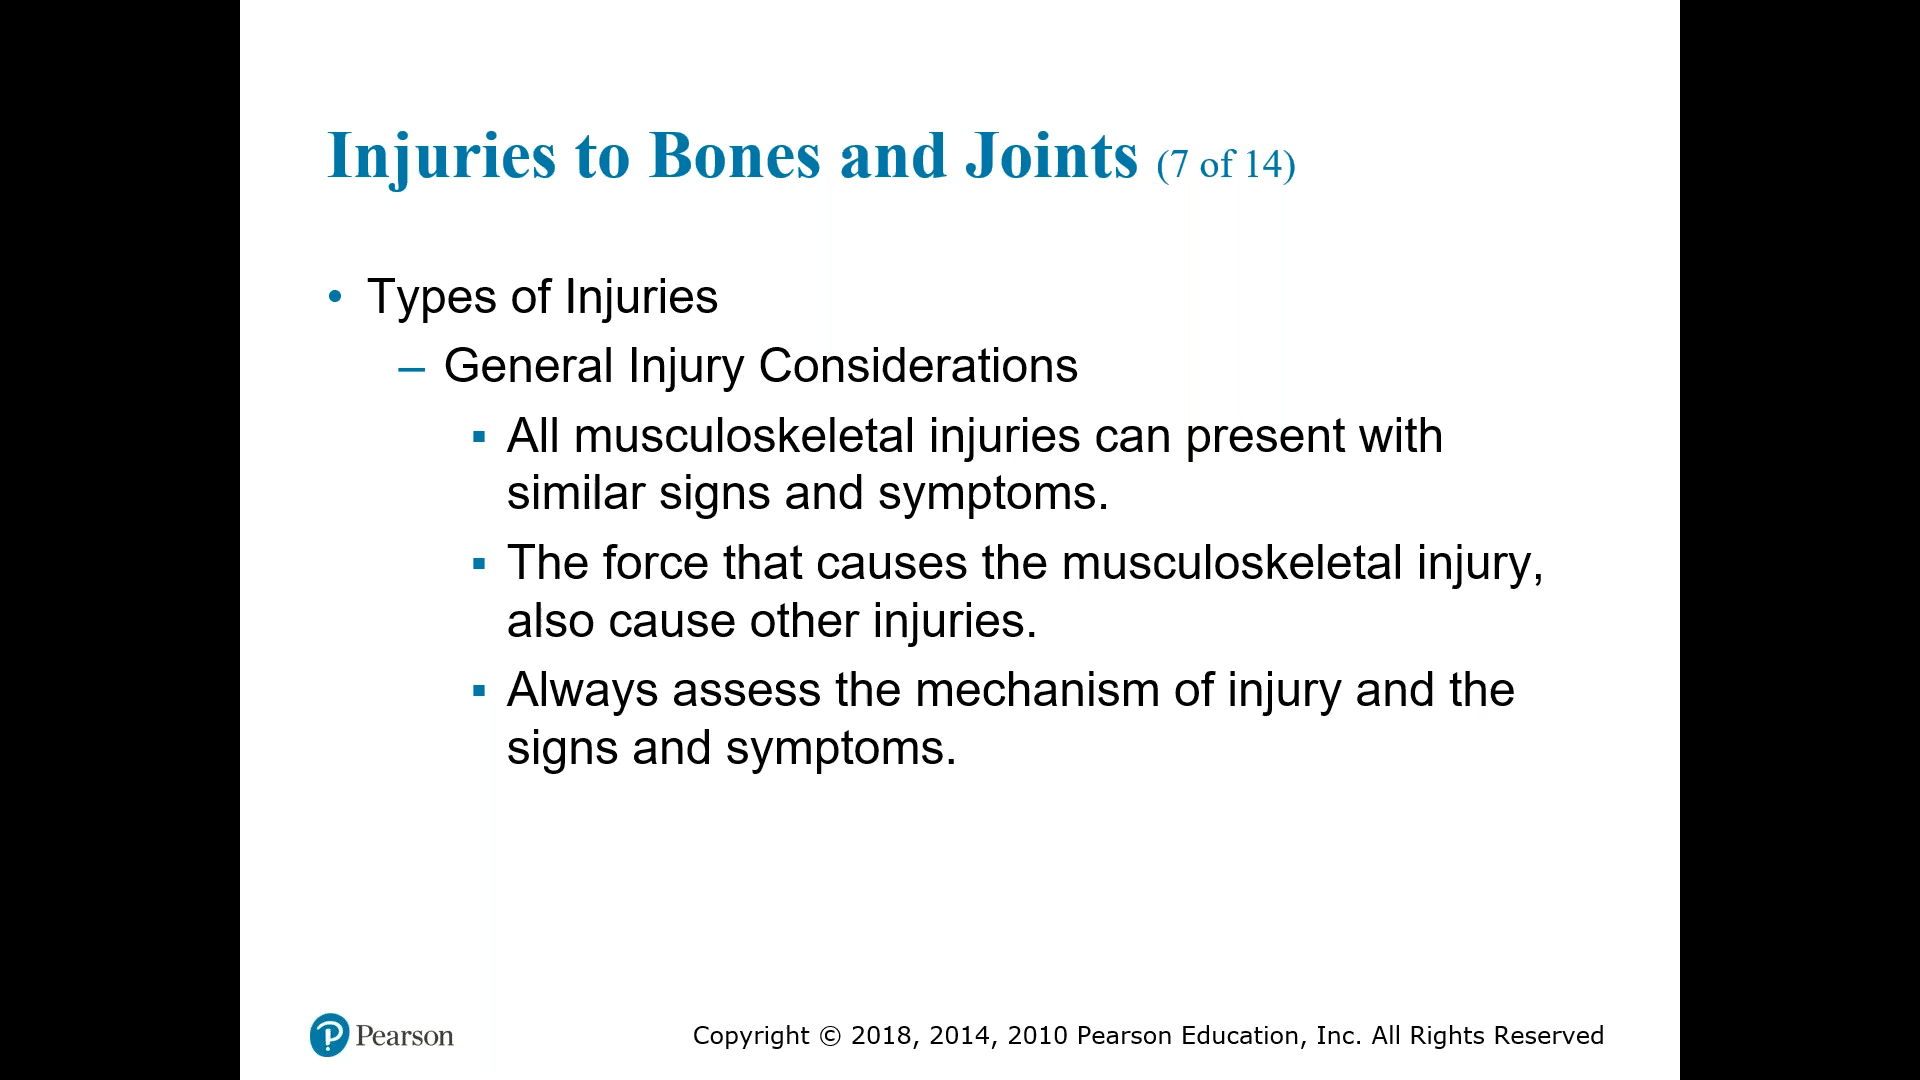 Injuries to Bones and Joints (7 of 14)
• Types of Injuries
– General Injury Considerations
▪ All musculoskeletal injuries can present with
similar signs and symptoms.
▪ The force that causes the musculoskeletal injury,
also cause other injuries.
▪ Always assess the mechanism of injury and the
signs and symptoms.
Pearson
Copyright © 2018, 2014, 2010 Pearson Education, Inc. All Rights Reserved